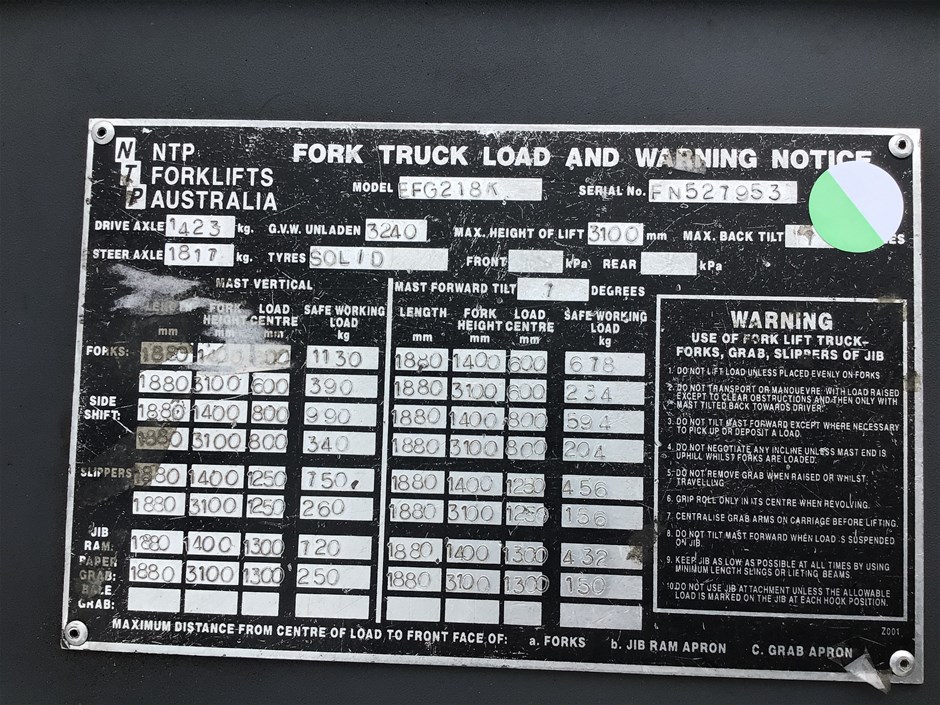 NTP
NTP FORKLIFTS AUSTRALIA
FORK TRUCK LOAD AND WARNING NOTICE
MODEL EFG218K SERIAL No. FN527953
DRIVE AXLE 1423 kg. G.V.W. UNLADEN 3240 MAX. HEIGHT OF LIFT 3100 mm MAX. BACK TILT
STEER AXLE 1817 kg. TYRES SOLID FRONT kPa REAR kPa
MAST VERTICAL
LENGTH mm FORK HEIGHT mm LOAD CENTRE mm SAFE WORKING LOAD kg
FORKS: 1880 1130
1880 3100 600 390
SIDE SHIFT: 1880 1400 800 990
1880 3100 800 340
SLIPPERS 1880 1400 1250 750
1880 3100 1250 260
JIB RAM: 1880 1400 1300 720
PAPER GRAB: 1880 3100 1300 250
BALE GRAB:
MAST FORWARD TILT DEGREES
LENGTH mm FORK HEIGHT mm LOAD CENTRE mm SAFE WORKING LOAD kg
1880 1400 600 678
1880 3100 600 234
1880 1400 800 594
1880 3100 800 204
1880 1400 1250 456
1880 3100 1250 156
1880 1400 1300 432
1880 3100 1300 150
WARNING
USE OF FORK LIFT TRUCK-
FORKS, GRAB, SLIPPERS OF JIB
1. DO NOT LIFT LOAD UNLESS PLACED EVENLY ON FORKS
2. DO NOT TRANSPORT OR MANOUEVRE WITH LOAD RAISED
EXCEPT TO CLEAR OBSTRUCTIONS AND THEN ONLY WITH
MAST TILTED BACK TOWARDS DRIVER.
3. DO NOT TILT MAST FORWARD EXCEPT WHERE NECESSARY
TO PICK UP OR DEPOSIT A LOAD.
4. DO NOT NEGOTIATE ANY INCLINE UNLESS MAST END IS
UPHILL WHILST FORKS ARE LOADED.
5. DO NOT REMOVE GRAB WHEN RAISED OR WHILST
TRAVELLING
6. GRIP ROLL ONLY IN ITS CENTRE WHEN REVOLVING.
7. CENTRALISE GRAB ARMS ON CARRIAGE BEFORE LIFTING.
8. DO NOT TILT MAST FORWARD WHEN LOAD IS SUSPENDED
ON JIB.
9. KEEP JIB AS LOW AS POSSIBLE AT ALL TIMES BY USING
MINIMUM LENGTH SLINGS OR LIFTING BEAMS.
10. DO NOT USE JIB ATTACHMENT UNLESS THE ALLOWABLE
LOAD IS MARKED ON THE JIB AT EACH HOOK POSITION.
Z001
MAXIMUM DISTANCE FROM CENTRE OF LOAD TO FRONT FACE OF: a. FORKS b. JIB RAM APRON C. GRAB APRON